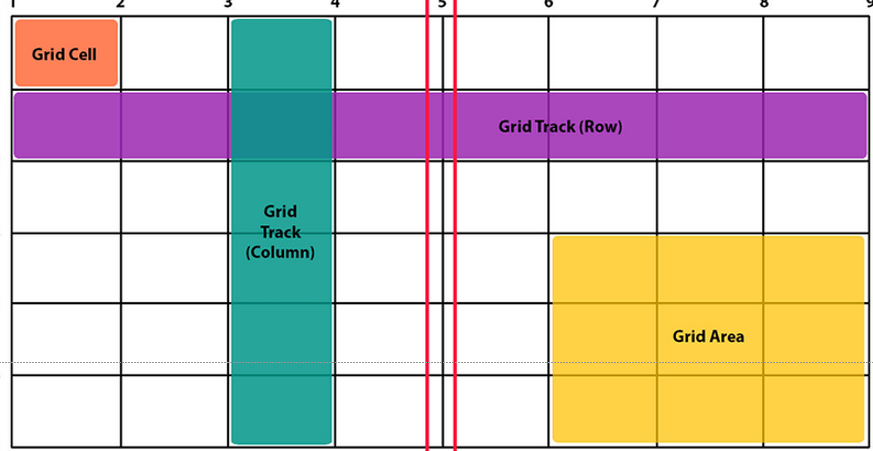 1 2 3 4 5 6 7 8 9
Grid Cell
Grid Track (Row)
Grid
Track
(Column)
Grid Area